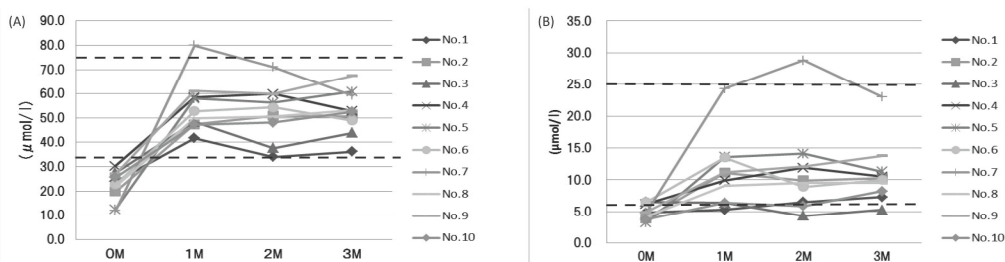 (A)
90.0
80.0
70.0
60.0
50.0
40.0
30.0
20.0
10.0
0.0
(μmol/l)
0M 1M 2M 3M
No.1
No.2
No.3
No.4
No.5
No.6
No.7
No.8
No.9
No.10
(B)
35.0
30.0
25.0
20.0
15.0
10.0
5.0
0.0
(μmol/l)
0M 1M 2M 3M
No.1
No.2
No.3
No.4
No.5
No.6
No.7
No.8
No.9
No.10